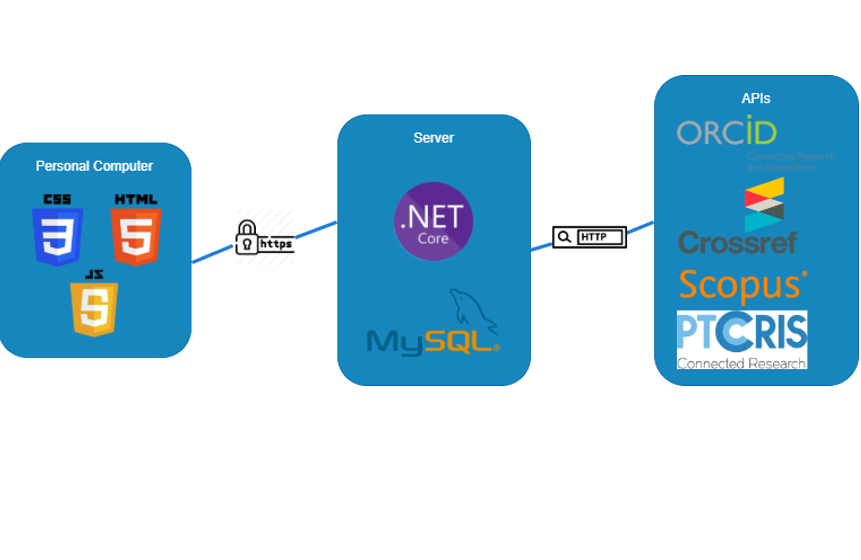 Personal Computer
CSS
HTML
3
5
JS
5
https
Server
.NET
Core
MySQL®
HTTP
APIs
ORCiD
Connecting Research
and Researchers
Crossref
Scopus®
PTCRIS
Connected Research